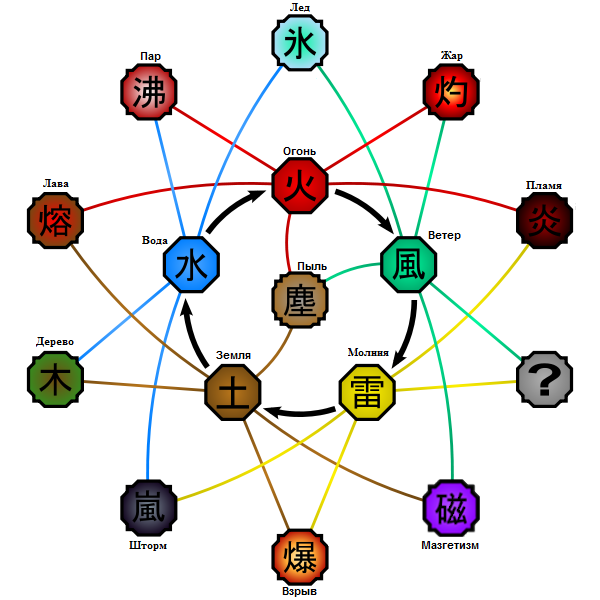 Лед
氷
Пар
沸
Жар
灼
Огонь
火
Лава
熔
Пламя
炎
Вода
水
Ветер
風
Пыль
塵
Дерево
木
Земля
土
Молния
雷
?
嵐
Шторм
磁
Мазгетизм
爆
Взрыв